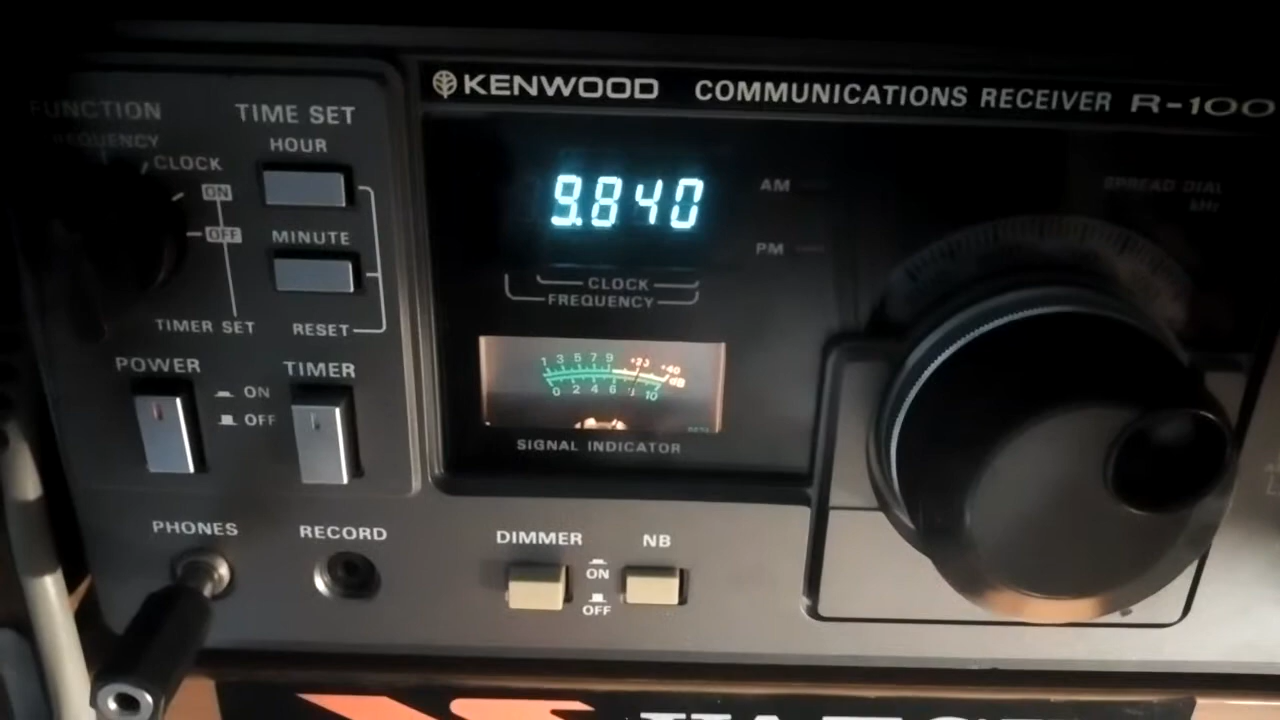 KENWOOD COMMUNICATIONS RECEIVER R-100
FUNCTION
FREQUENCY
CLOCK
ON
OFF
TIMER SET
TIME SET
HOUR
MINUTE
RESET
9.840
AM
PM
CLOCK
FREQUENCY
SPREAD DIAL
kHz
1 3 5 7 9 +40
dB
0 2 4 6 8 10
SIGNAL INDICATOR
POWER
ON
OFF
TIMER
PHONES
RECORD
DIMMER
ON
OFF
NB